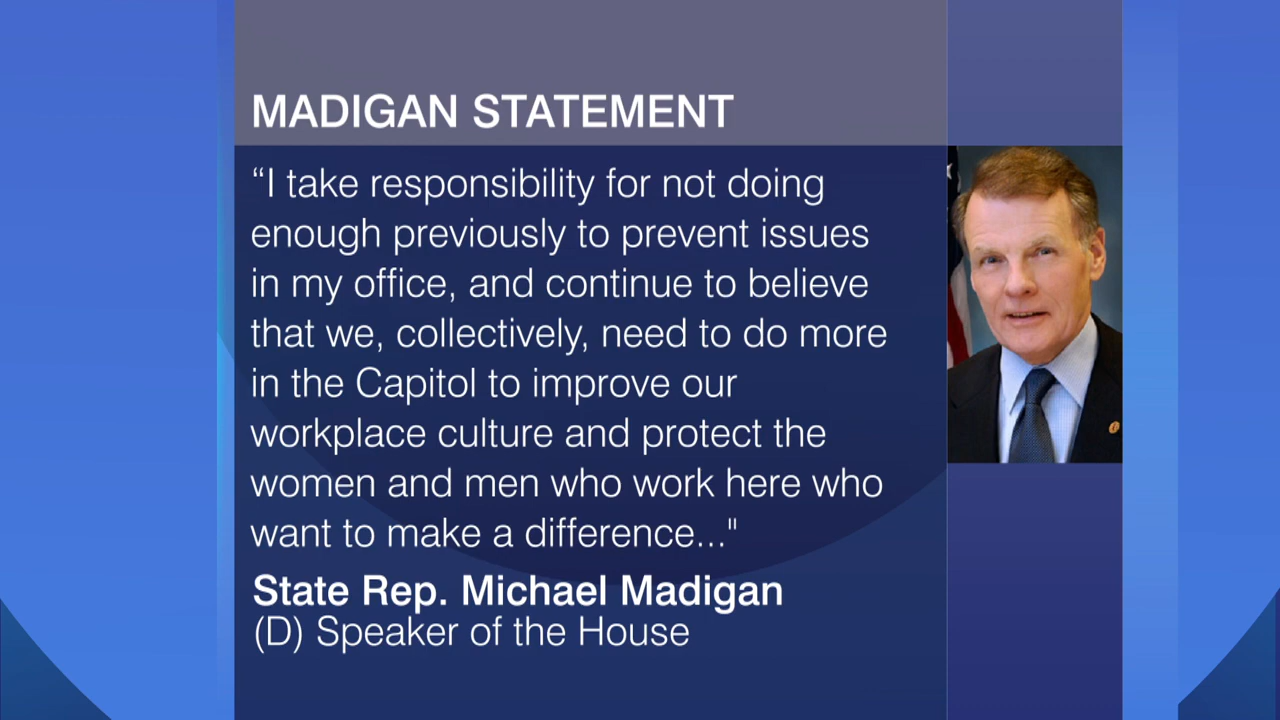 MADIGAN STATEMENT
“I take responsibility for not doing
enough previously to prevent issues
in my office, and continue to believe
that we, collectively, need to do more
in the Capitol to improve our
workplace culture and protect the
women and men who work here who
want to make a difference..."
State Rep. Michael Madigan
(D) Speaker of the House